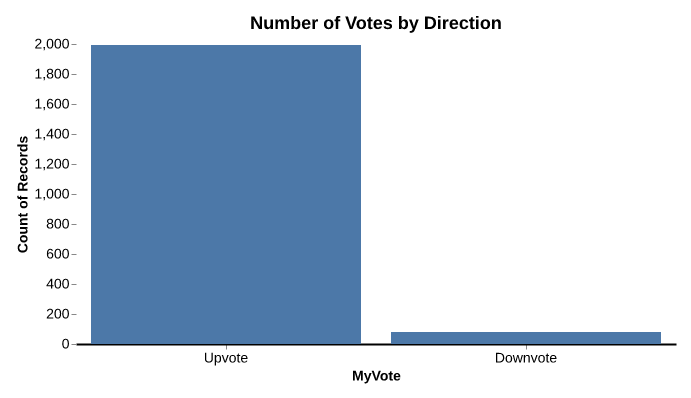 Number of Votes by Direction
2,000
1,800
1,600
1,400
1,200
1,000
800
600
400
200
0
Count of Records
Upvote
Downvote
MyVote